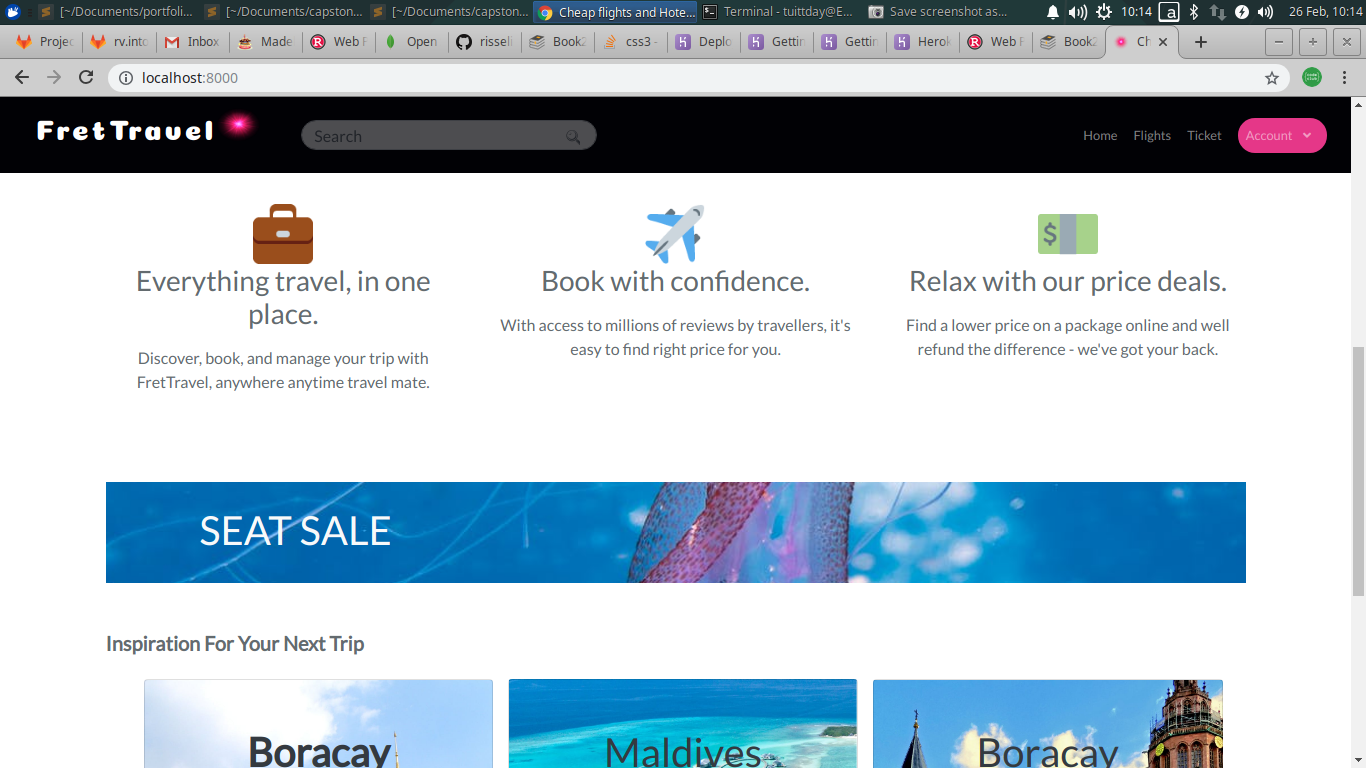 [~/Documents/portfoli...
[~/Documents/capston...
[~/Documents/capston...
Cheap flights and Hote...
Terminal - tuittday@E...
Save screenshot as...
10:14
a
26 Feb, 10:14
Projec
rv.into
Inbox
Made
Web F
Open
risseli
Book2
css3 -
Deplo
Gettin
Gettin
Herok
Web F
Book2
Ch
localhost:8000
FretTravel
Search
Home
Flights
Ticket
Account
Everything travel, in one
place.
Discover, book, and manage your trip with
FretTravel, anywhere anytime travel mate.
Book with confidence.
With access to millions of reviews by travellers, it's
easy to find right price for you.
$
Relax with our price deals.
Find a lower price on a package online and well
refund the difference - we've got your back.
SEAT SALE
Inspiration For Your Next Trip
Boracay
Maldives
Boracay